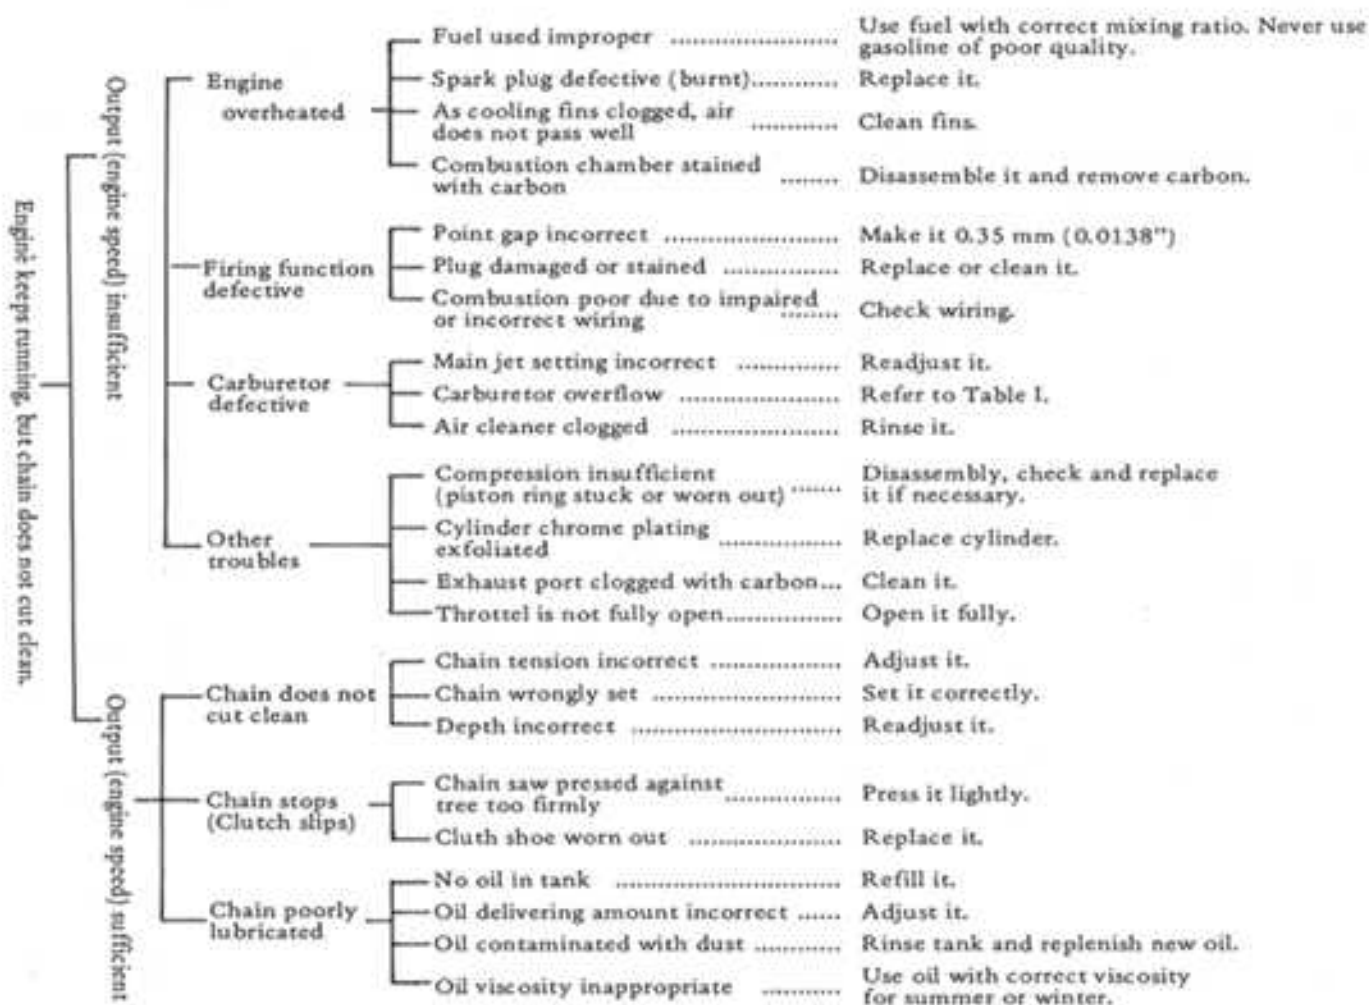 Engine keeps running, but chain does not cut clean.
Output (engine speed) insufficient
Engine
overheated
Fuel used improper ........................ Use fuel with correct mixing ratio. Never use
gasoline of poor quality.
Spark plug defective (burnt)............. Replace it.
As cooling fins clogged, air
does not pass well ............ Clean fins.
Combustion chamber stained
with carbon ........ Disassemble it and remove carbon.
Firing function
defective
Point gap incorrect ......................... Make it 0.35 mm (0.0138")
Plug damaged or stained ................. Replace or clean it.
Combustion poor due to impaired
or incorrect wiring ........ Check wiring.
Carburetor
defective
Main jet setting incorrect ............... Readjust it.
Carburetor overflow ....................... Refer to Table I.
Air cleaner clogged ........................ Rinse it.
Other
troubles
Compression insufficient
(piston ring stuck or worn out) ....... Disassembly, check and replace
it if necessary.
Cylinder chrome plating
exfoliated .................. Replace cylinder.
Exhaust port clogged with carbon... Clean it.
Throttel is not fully open................. Open it fully.
Output (engine speed) sufficient
Chain does not
cut clean
Chain tension incorrect ................... Adjust it.
Chain wrongly set ........................... Set it correctly.
Depth incorrect .............................. Readjust it.
Chain stops
(Clutch slips)
Chain saw pressed against
tree too firmly ................. Press it lightly.
Cluth shoe worn out ...................... Replace it.
Chain poorly
lubricated
No oil in tank ................................ Refill it.
Oil delivering amount incorrect ...... Adjust it.
Oil contaminated with dust ............ Rinse tank and replenish new oil.
Oil viscosity inappropriate ........... Use oil with correct viscosity
for summer or winter.